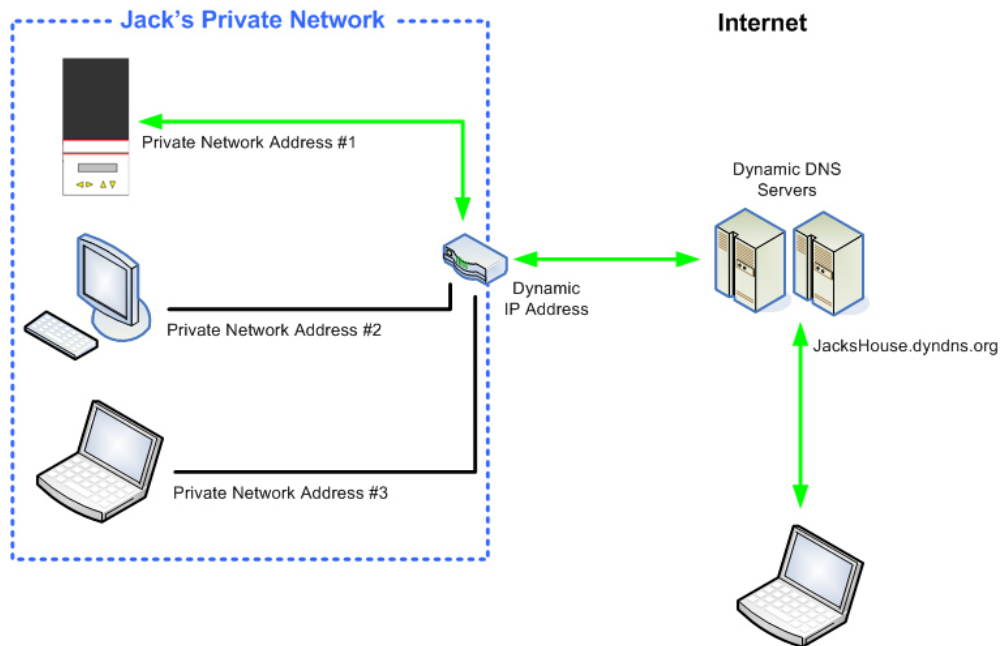 Jack's Private Network
Internet
Private Network Address #1
Dynamic DNS
Servers
Dynamic
IP Address
Private Network Address #2
JacksHouse.dyndns.org
Private Network Address #3